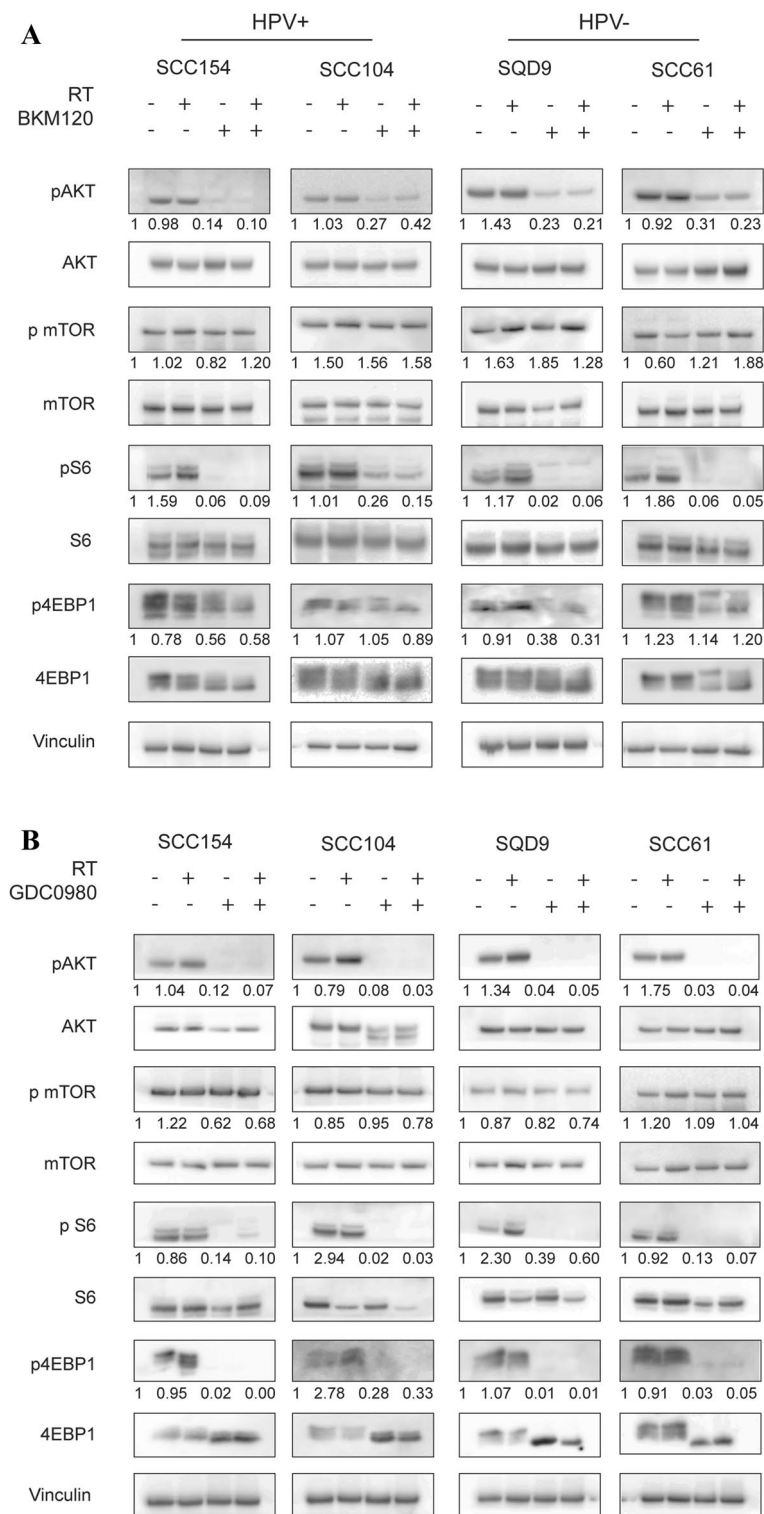 A
HPV+ HPV-
SCC154 SCC104 SQD9 SCC61
RT - + - + - + - + - + - + - + - +
BKM120 - - + + - - + + - - + + - - + +
pAKT
1 0.98 0.14 0.10 1 1.03 0.27 0.42 1 1.43 0.23 0.21 1 0.92 0.31 0.23
AKT
p mTOR
1 1.02 0.82 1.20 1 1.50 1.56 1.58 1 1.63 1.85 1.28 1 0.60 1.21 1.88
mTOR
pS6
1 1.59 0.06 0.09 1 1.01 0.26 0.15 1 1.17 0.02 0.06 1 1.86 0.06 0.05
S6
p4EBP1
1 0.78 0.56 0.58 1 1.07 1.05 0.89 1 0.91 0.38 0.31 1 1.23 1.14 1.20
4EBP1
Vinculin
B
SCC154 SCC104 SQD9 SCC61
RT - + - + - + - + - + - + - + - +
GDC0980 - - + + - - + + - - + + - - + +
pAKT
1 1.04 0.12 0.07 1 0.79 0.08 0.03 1 1.34 0.04 0.05 1 1.75 0.03 0.04
AKT
p mTOR
1 1.22 0.62 0.68 1 0.85 0.95 0.78 1 0.87 0.82 0.74 1 1.20 1.09 1.04
mTOR
p S6
1 0.86 0.14 0.10 1 2.94 0.02 0.03 1 2.30 0.39 0.60 1 0.92 0.13 0.07
S6
p4EBP1
1 0.95 0.02 0.00 1 2.78 0.28 0.33 1 1.07 0.01 0.01 1 0.91 0.03 0.05
4EBP1
Vinculin